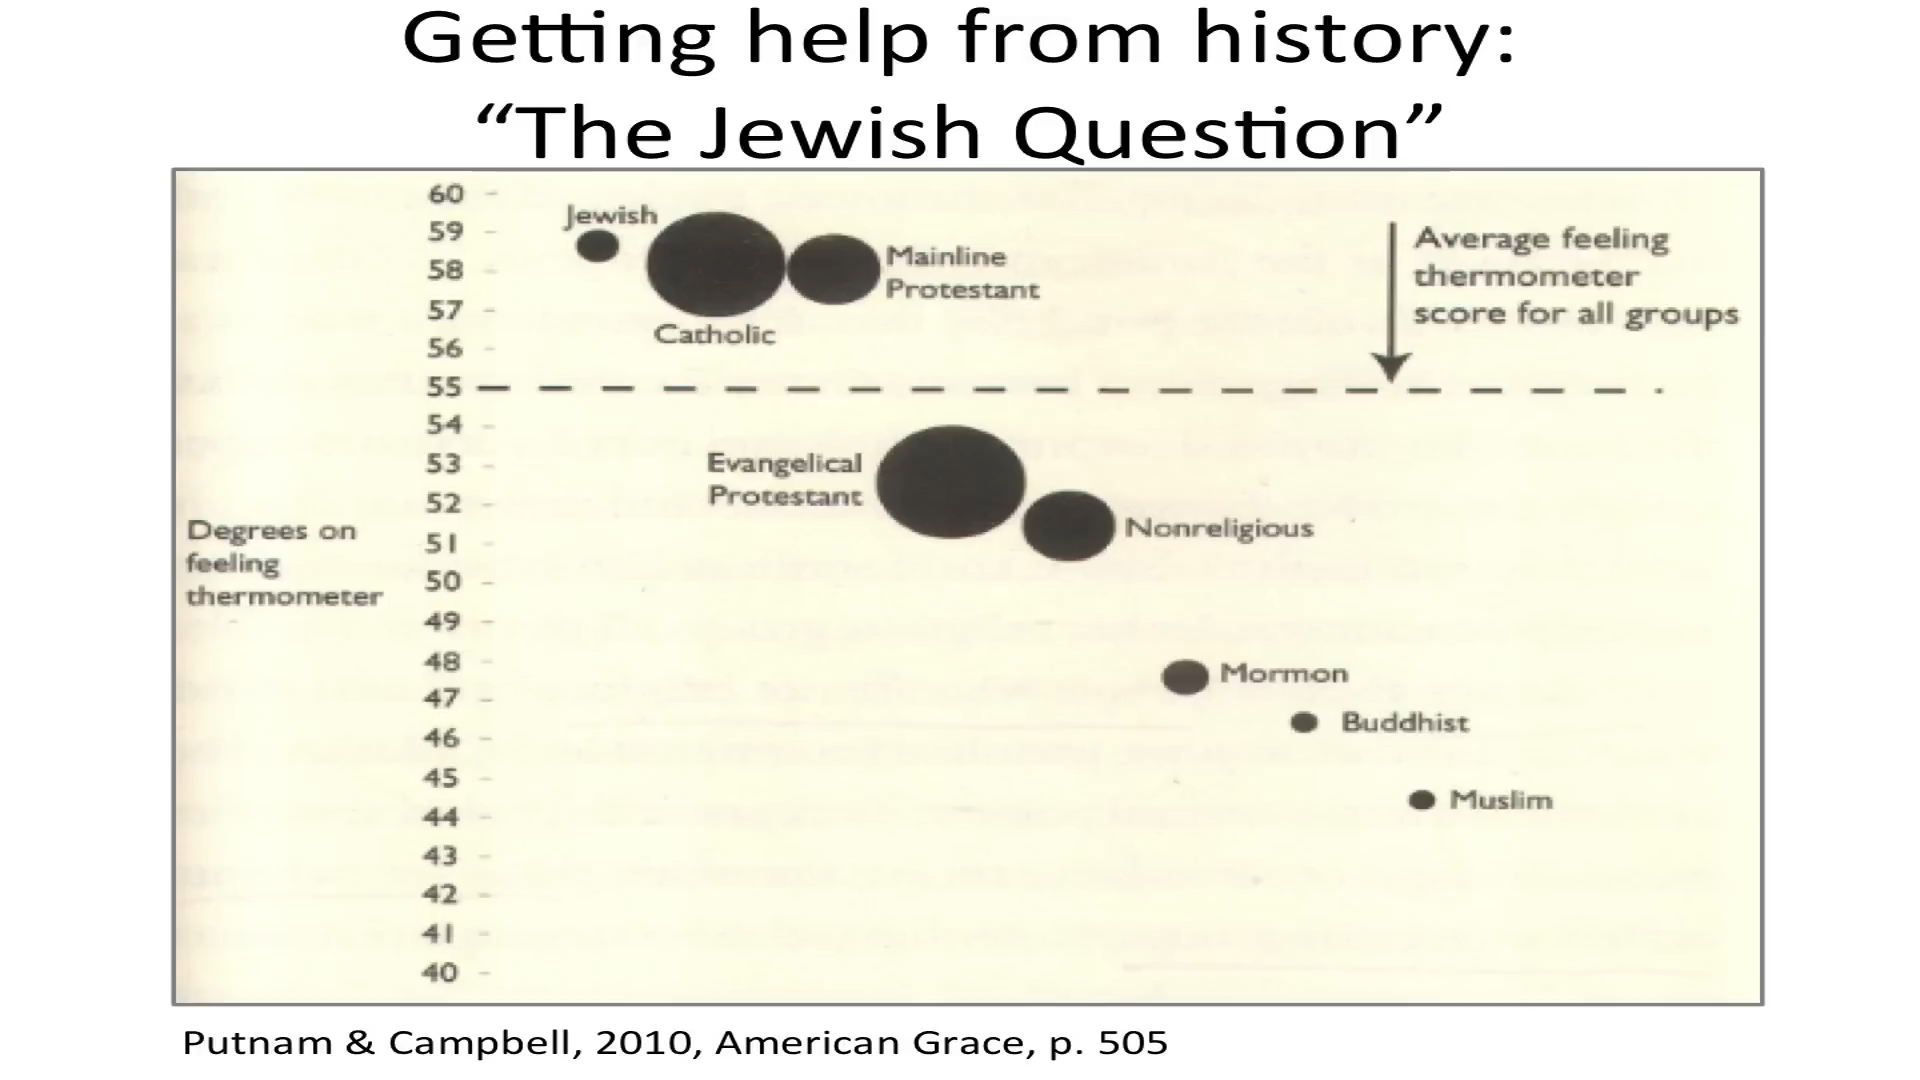 Getting help from history:
“The Jewish Question”
60
Jewish
59
58
57
56
55
54
53
52
51
50
49
48
47
46
45
44
43
42
41
40
Mainline
Protestant
Catholic
Average feeling
thermometer
score for all groups
Evangelical
Protestant
Nonreligious
Degrees on
feeling
thermometer
Mormon
Buddhist
Muslim
Putnam & Campbell, 2010, American Grace, p. 505